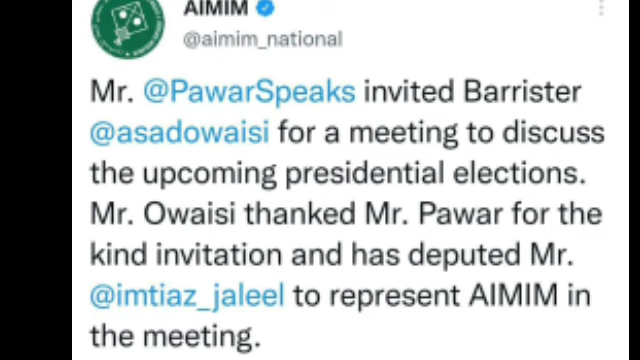 AIMIM
@aimim_national
Mr. @PawarSpeaks invited Barrister
@asadowaisi for a meeting to discuss
the upcoming presidential elections.
Mr. Owaisi thanked Mr. Pawar for the
kind invitation and has deputed Mr.
@imtiaz_jaleel to represent AIMIM in
the meeting.